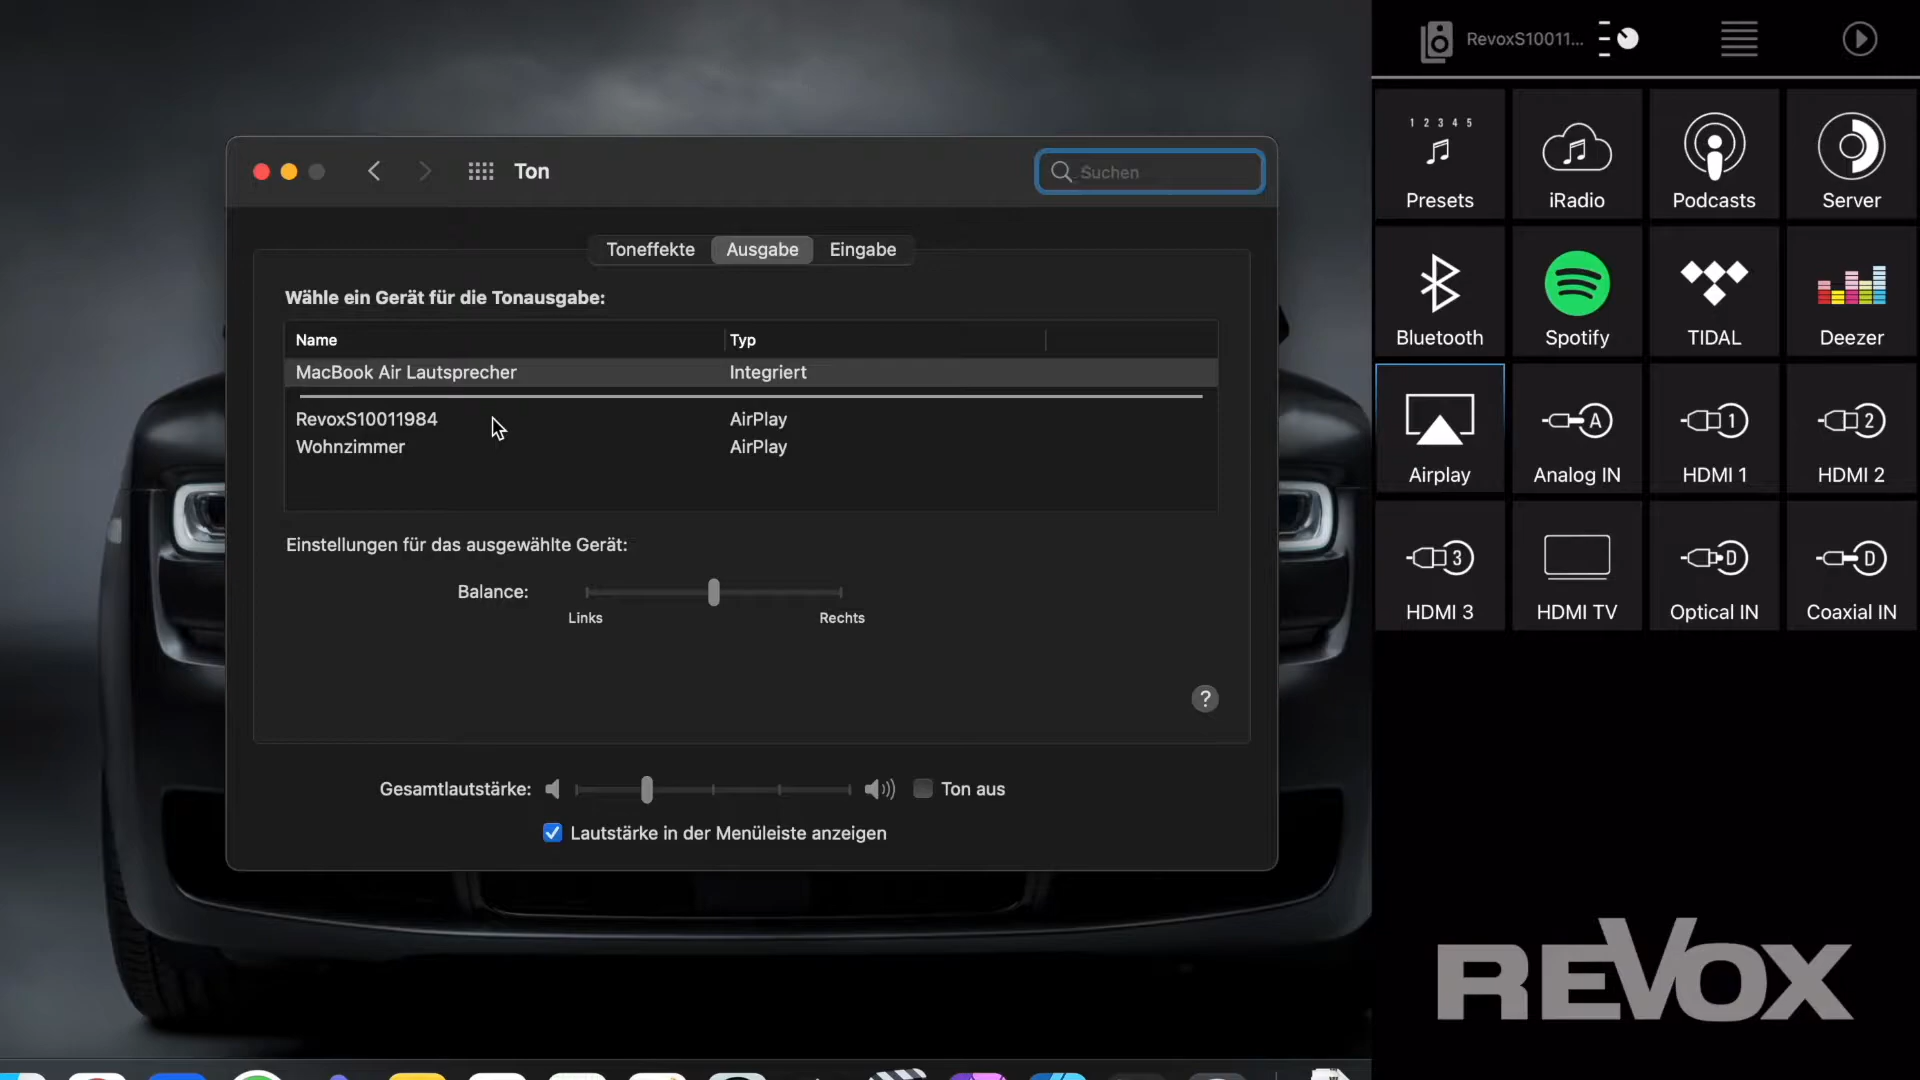 Ton
Suchen
Toneffekte
Ausgabe
Eingabe
Wähle ein Gerät für die Tonausgabe:
Name
Typ
MacBook Air Lautsprecher
Integriert
RevoxS10011984
AirPlay
Wohnzimmer
AirPlay
Einstellungen für das ausgewählte Gerät:
Balance:
Links
Rechts
?
Gesamtlautstärke:
Ton aus
Lautstärke in der Menüleiste anzeigen
RevoxS10011...
1 2 3 4 5
Presets
iRadio
Podcasts
Server
Bluetooth
Spotify
TIDAL
Deezer
Airplay
A
Analog IN
1
HDMI 1
2
HDMI 2
3
HDMI 3
HDMI TV
D
Optical IN
D
Coaxial IN
REVOX